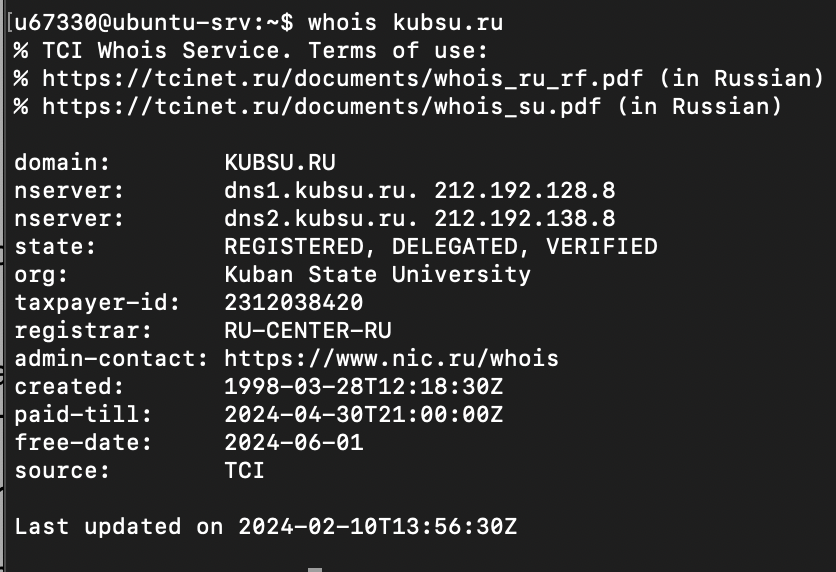 [u67330@ubuntu-srv:~$ whois kubsu.ru
% TCI Whois Service. Terms of use:
% https://tcinet.ru/documents/whois_ru_rf.pdf (in Russian)
% https://tcinet.ru/documents/whois_su.pdf (in Russian)
domain: KUBSU.RU
nserver: dns1.kubsu.ru. 212.192.128.8
nserver: dns2.kubsu.ru. 212.192.138.8
state: REGISTERED, DELEGATED, VERIFIED
org: Kuban State University
taxpayer-id: 2312038420
registrar: RU-CENTER-RU
admin-contact: https://www.nic.ru/whois
created: 1998-03-28T12:18:30Z
paid-till: 2024-04-30T21:00:00Z
free-date: 2024-06-01
source: TCI
Last updated on 2024-02-10T13:56:30Z